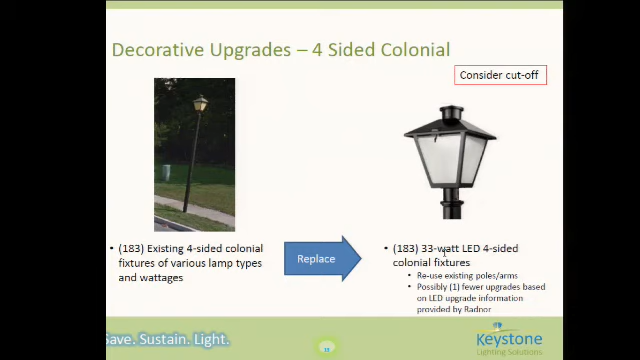 Decorative Upgrades – 4 Sided Colonial
Consider cut-off
• (183) Existing 4-sided colonial
fixtures of various lamp types
and wattages
Replace
• (183) 33-watt LED 4-sided
colonial fixtures
• Re-use existing poles/arms
• Possibly (1) fewer upgrades based
on LED upgrade information
provided by Radnor
Save. Sustain. Light.
Keystone
Lighting Solutions